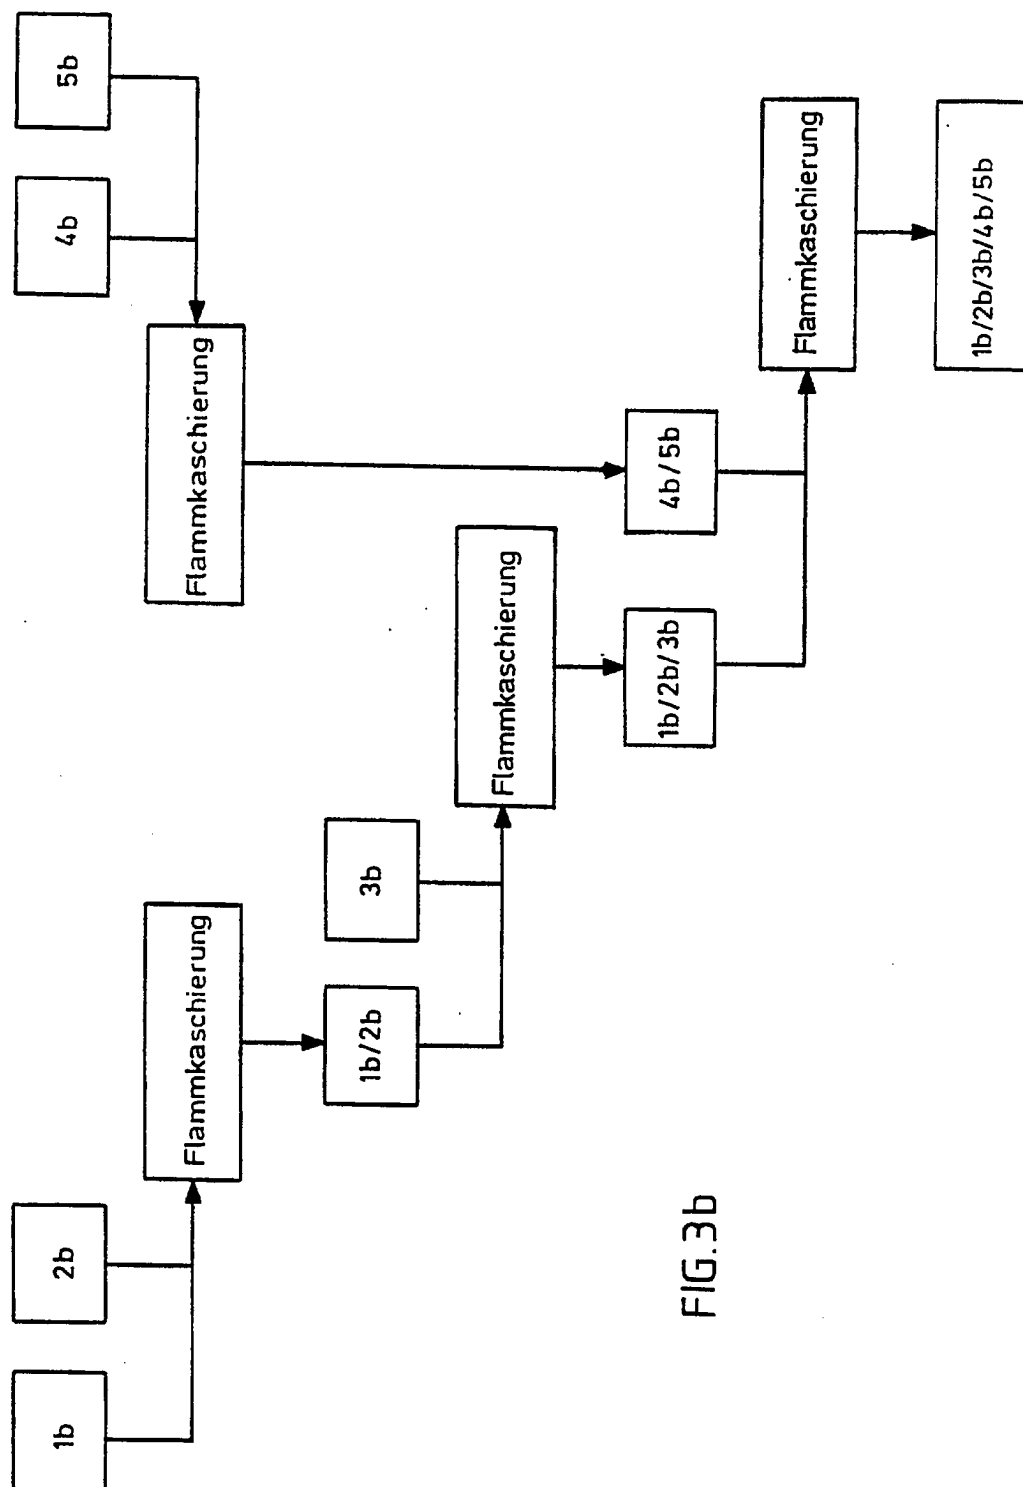 1b
2b
4b
5b
Flammkaschierung
Flammkaschierung
1b/2b
3b
Flammkaschierung
1b/2b/3b
4b/5b
Flammkaschierung
1b/2b/3b/4b/5b
FIG.3b